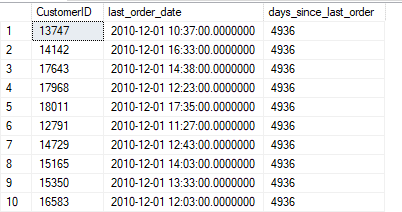 CustomerID last_order_date days_since_last_order
1 13747 2010-12-01 10:37:00.0000000 4936
2 14142 2010-12-01 16:33:00.0000000 4936
3 17643 2010-12-01 14:38:00.0000000 4936
4 17968 2010-12-01 12:23:00.0000000 4936
5 18011 2010-12-01 17:35:00.0000000 4936
6 12791 2010-12-01 11:27:00.0000000 4936
7 14729 2010-12-01 12:43:00.0000000 4936
8 15165 2010-12-01 14:03:00.0000000 4936
9 15350 2010-12-01 13:33:00.0000000 4936
10 16583 2010-12-01 12:03:00.0000000 4936